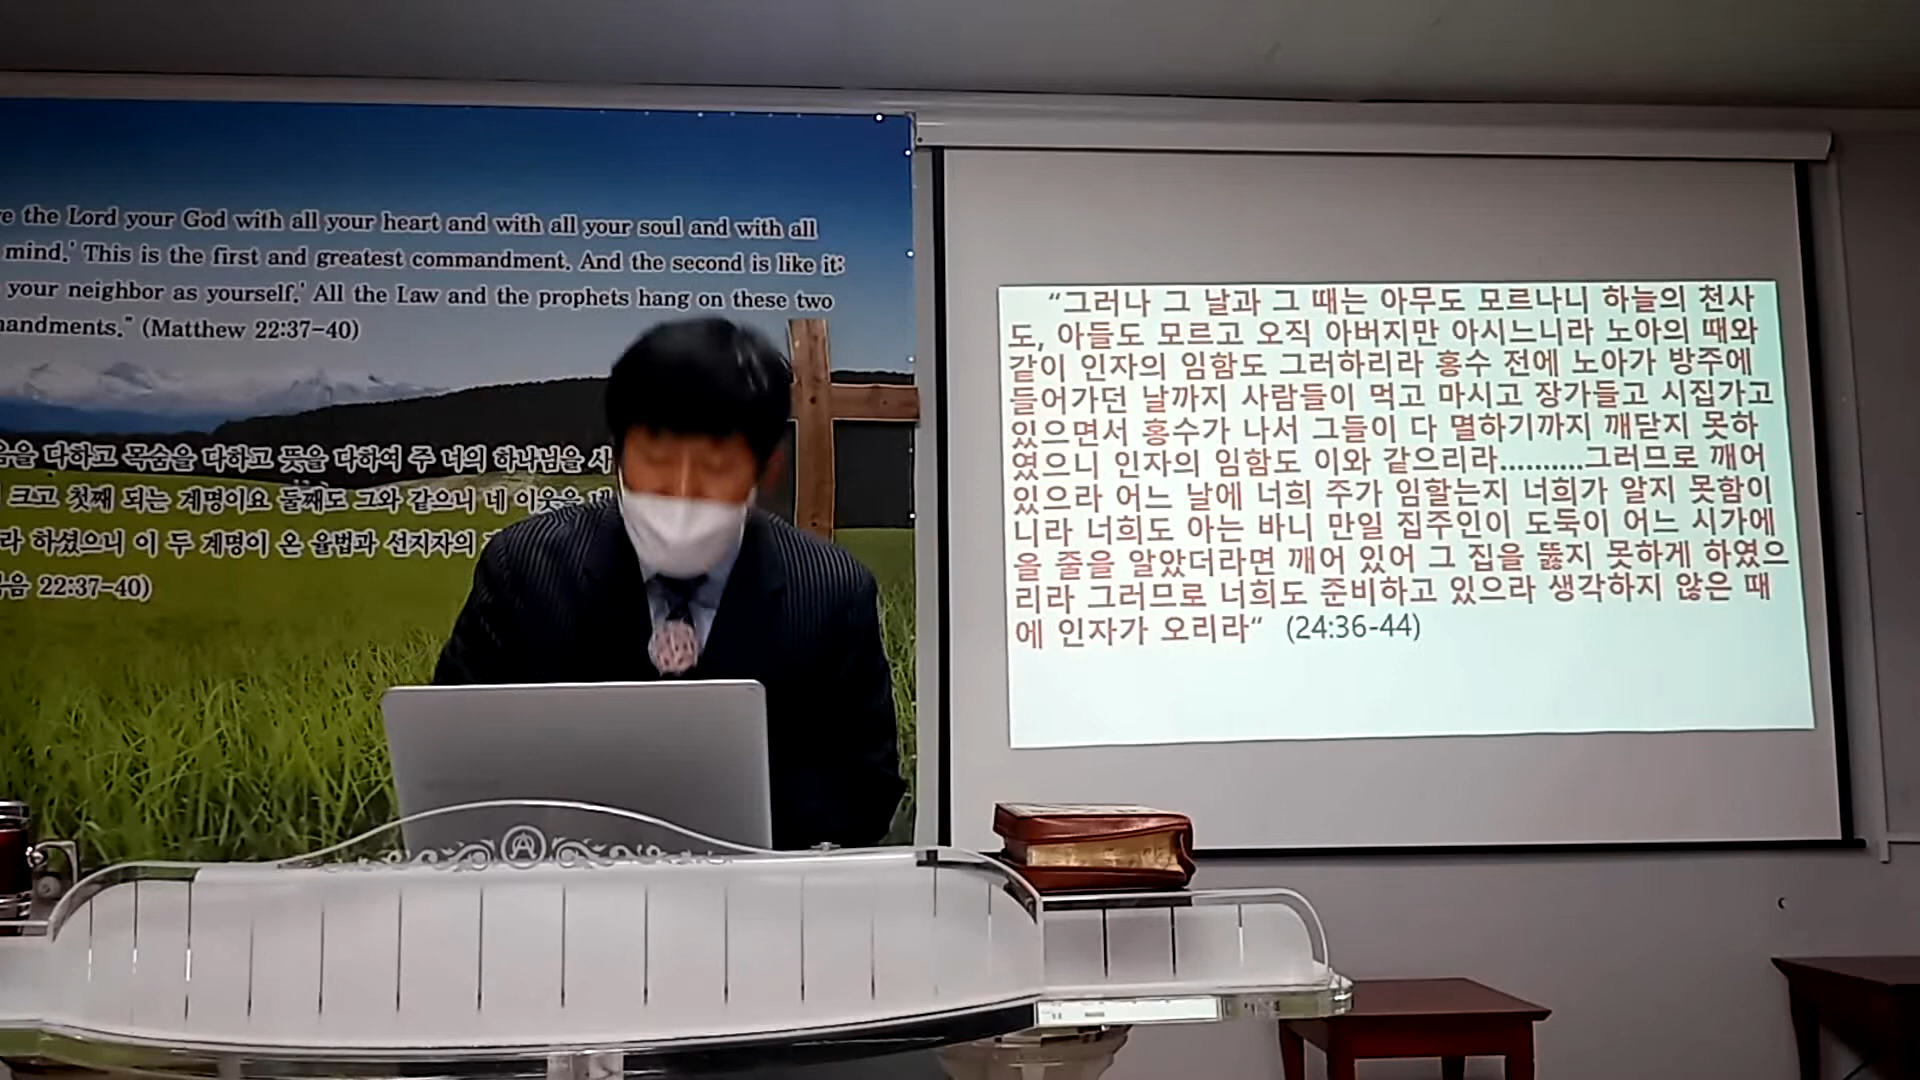 the Lord your God with all your heart and with all your soul and with all
mind.' This is the first and greatest commandment. And the second is like it:
your neighbor as yourself.' All the Law and the prophets hang on these two
(Matthew 22:37-40)
다하고 목숨을 다하고 뜻을 다하여 주 너의 하나님을
크고 첫째 되는 계명이요 둘째도 그와 같으니 네 이웃을
하셨으니 이 두 계명이 온 율법과 선지자의
22:37-40)
“그러나 그 날과 그 때는 아무도 모르나니 하늘의 천사
도, 아들도 모르고 오직 아버지만 아시느니라 노아의 때와
같이 인자의 임함도 그러하리라 홍수 전에 노아가 방주에
들어가던 날까지 사람들이 먹고 마시고 장가들고 시집가고
있으면서 홍수가 나서 그들이 다 멸하기까지 깨닫지 못하
였으니 인자의 임함도 이와 같으리라..........그러므로 깨어
있으라 어느 날에 너희 주가 임할는지 너희가 알지 못함이
니라 너희도 아는 바니 만일 집주인이 도둑이 어느 시각에
올 줄을 알았더라면 깨어 있어 그 집을 뚫지 못하게 하였으
리라 그러므로 너희도 준비하고 있으라 생각하지 않은 때
에 인자가 오리라“ (24:36-44)